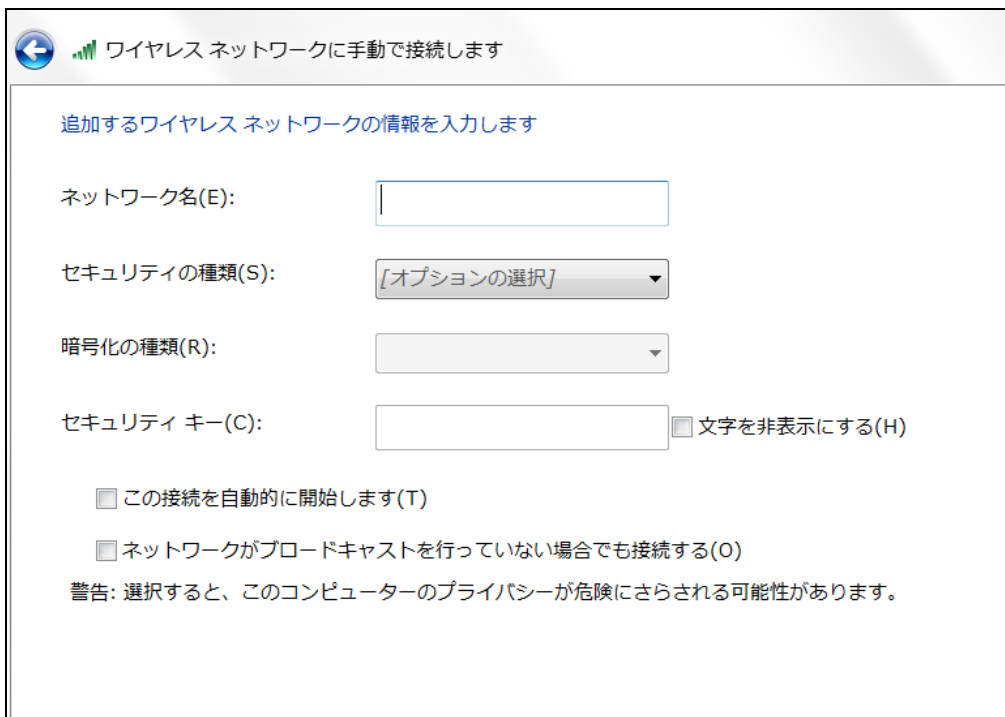 ワイヤレス ネットワークに手動で接続します
追加するワイヤレス ネットワークの情報を入力します
ネットワーク名(E):
セキュリティの種類(S):
[オプションの選択]
暗号化の種類(R):
セキュリティ キー(C):
文字を非表示にする(H)
この接続を自動的に開始します(T)
ネットワークがブロードキャストを行っていない場合でも接続する(O)
警告: 選択すると、このコンピューターのプライバシーが危険にさらされる可能性があります。